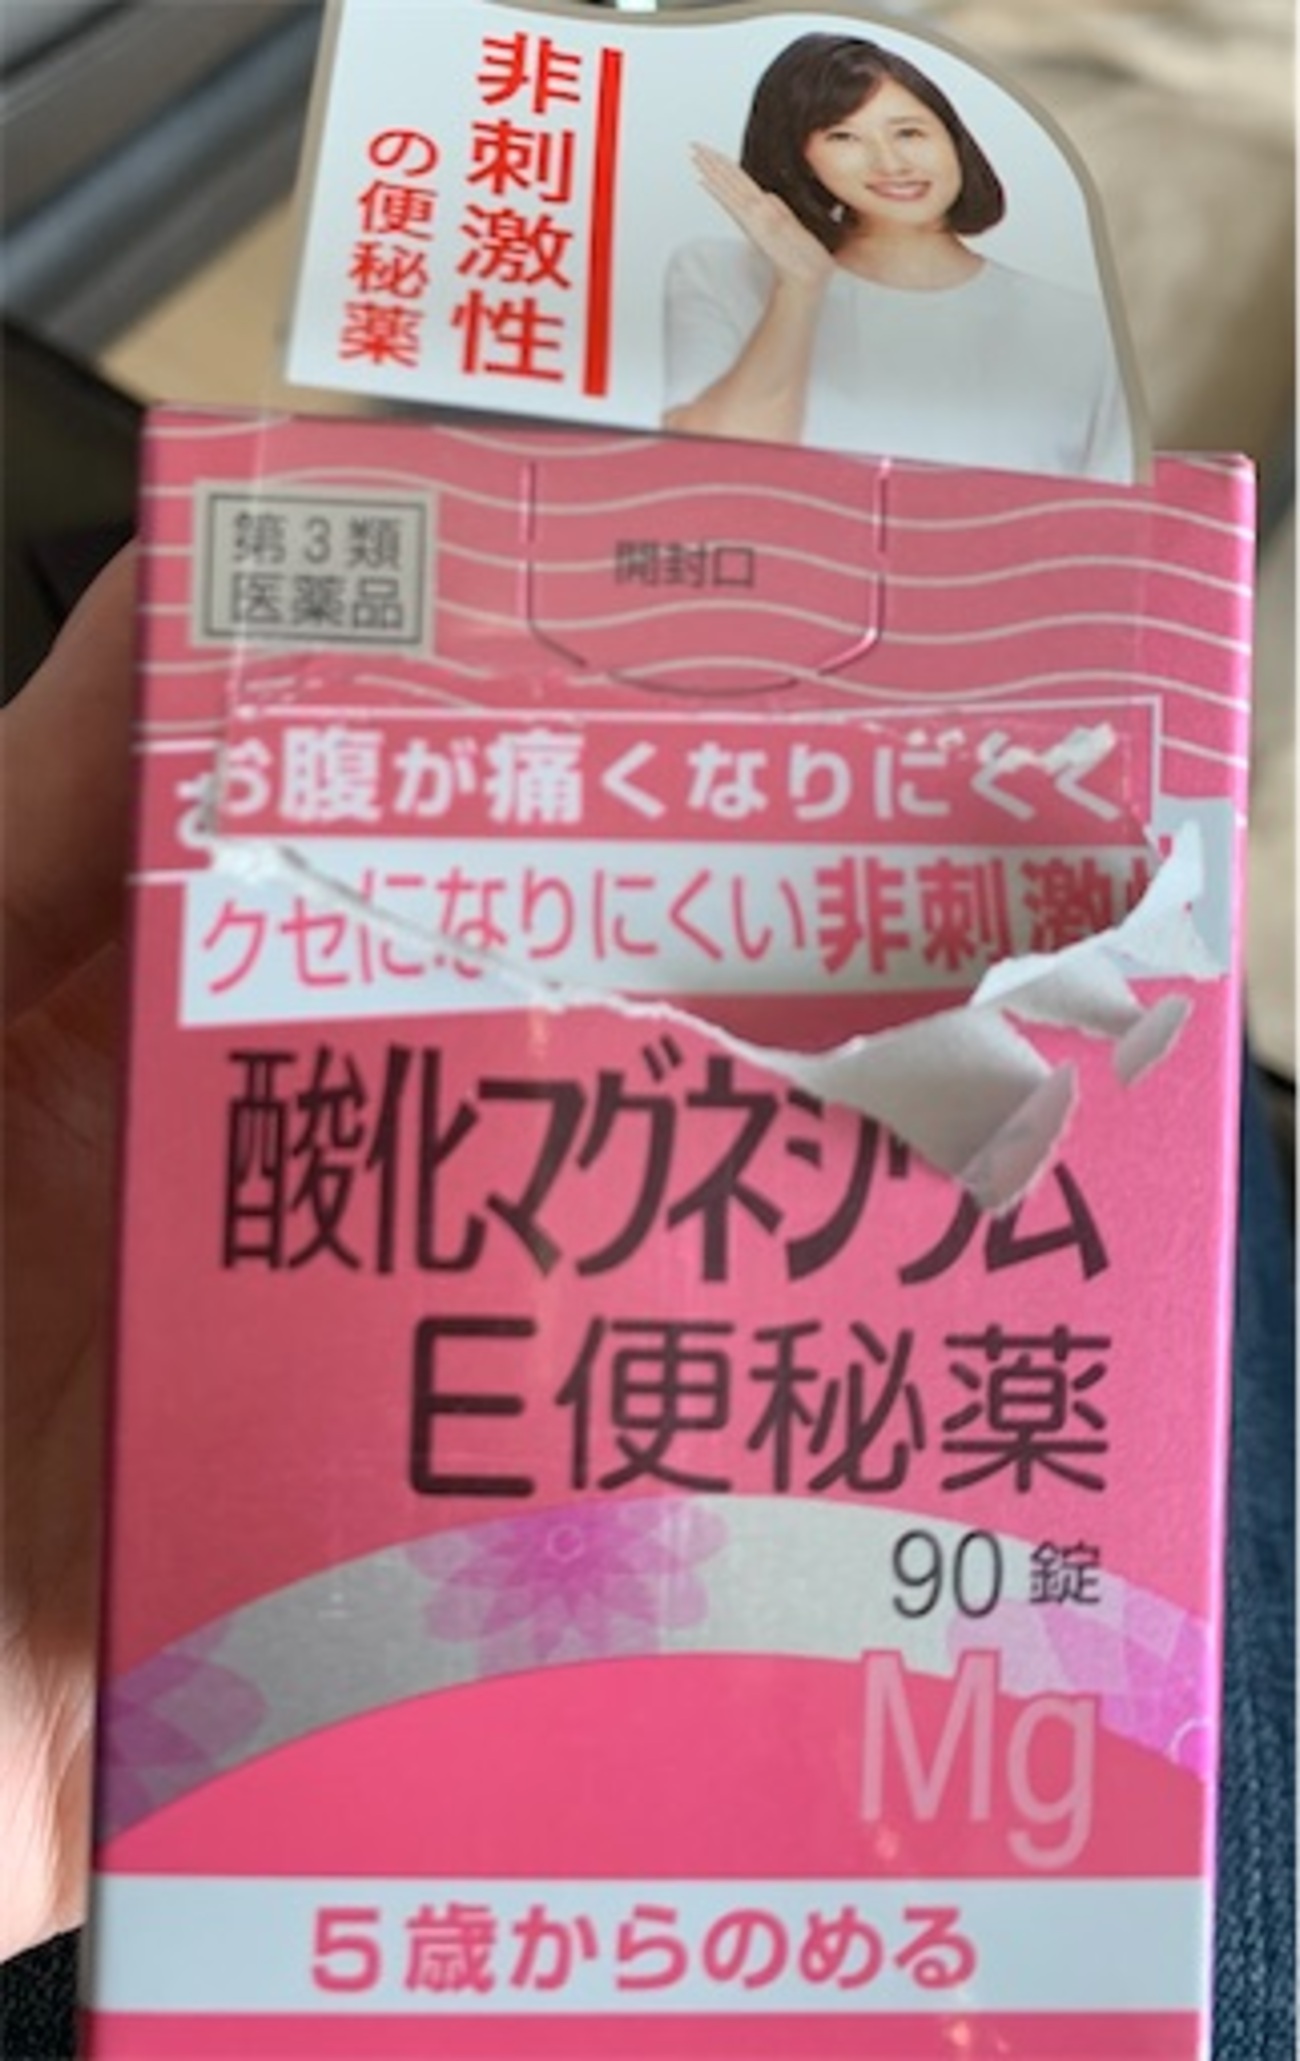 非刺激性
の便秘薬
第3類
医薬品
開封口
お腹が痛くなりにくく
クセになりにくい非刺激
酸化マグネシウム
E便秘薬
90錠
Mg
5歳からのめる